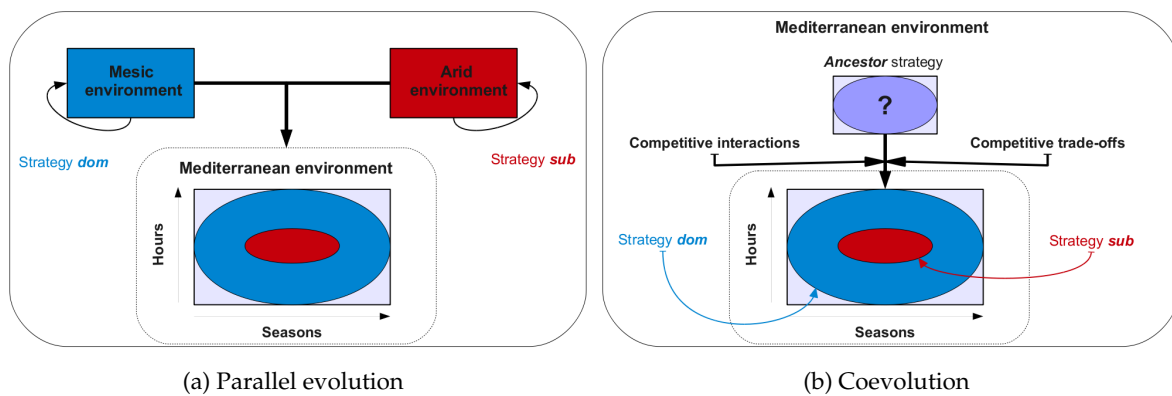 Mesic
environment
Arid
environment
Strategy dom
Strategy sub
Mediterranean environment
Hours
Seasons
(a) Parallel evolution
Mediterranean environment
Ancestor strategy
?
Competitive interactions
Competitive trade-offs
Strategy dom
Strategy sub
Hours
Seasons
(b) Coevolution